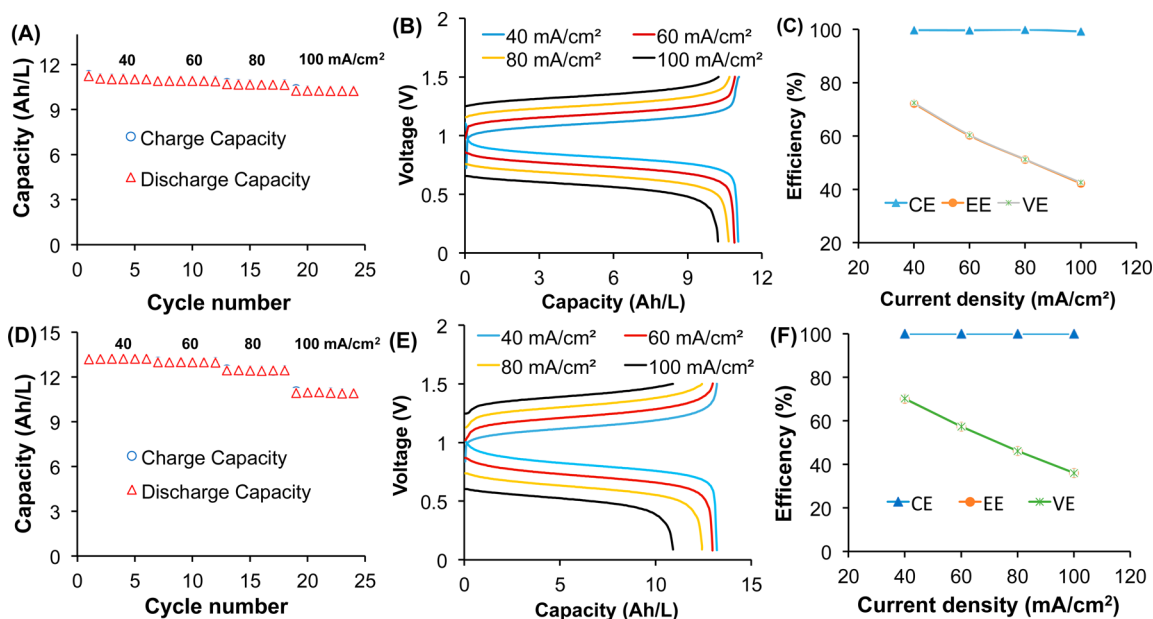 (A)
40 60 80 100 mA/cm²
Capacity (Ah/L)
12
9
6
3
0
Charge Capacity
Discharge Capacity
0 5 10 15 20 25
Cycle number
(B)
40 mA/cm² 60 mA/cm²
80 mA/cm² 100 mA/cm²
Voltage (V)
2
1.5
1
0.5
0
0 3 6 9 12
Capacity (Ah/L)
(C)
Efficiency (%)
100
80
60
40
20
CE EE VE
20 40 60 80 100 120
Current density (mA/cm²)
(D)
40 60 80 100 mA/cm²
Capacity (Ah/L)
15
12
9
6
3
0
Charge Capacity
Discharge Capacity
0 5 10 15 20 25
Cycle number
(E)
40 mA/cm² 60 mA/cm²
80 mA/cm² 100 mA/cm²
Voltage (V)
2
1.5
1
0.5
0
0 5 10 15
Capacity (Ah/L)
(F)
Efficency (%)
100
80
60
40
20
0
CE EE VE
20 40 60 80 100 120
Current density (mA/cm²)